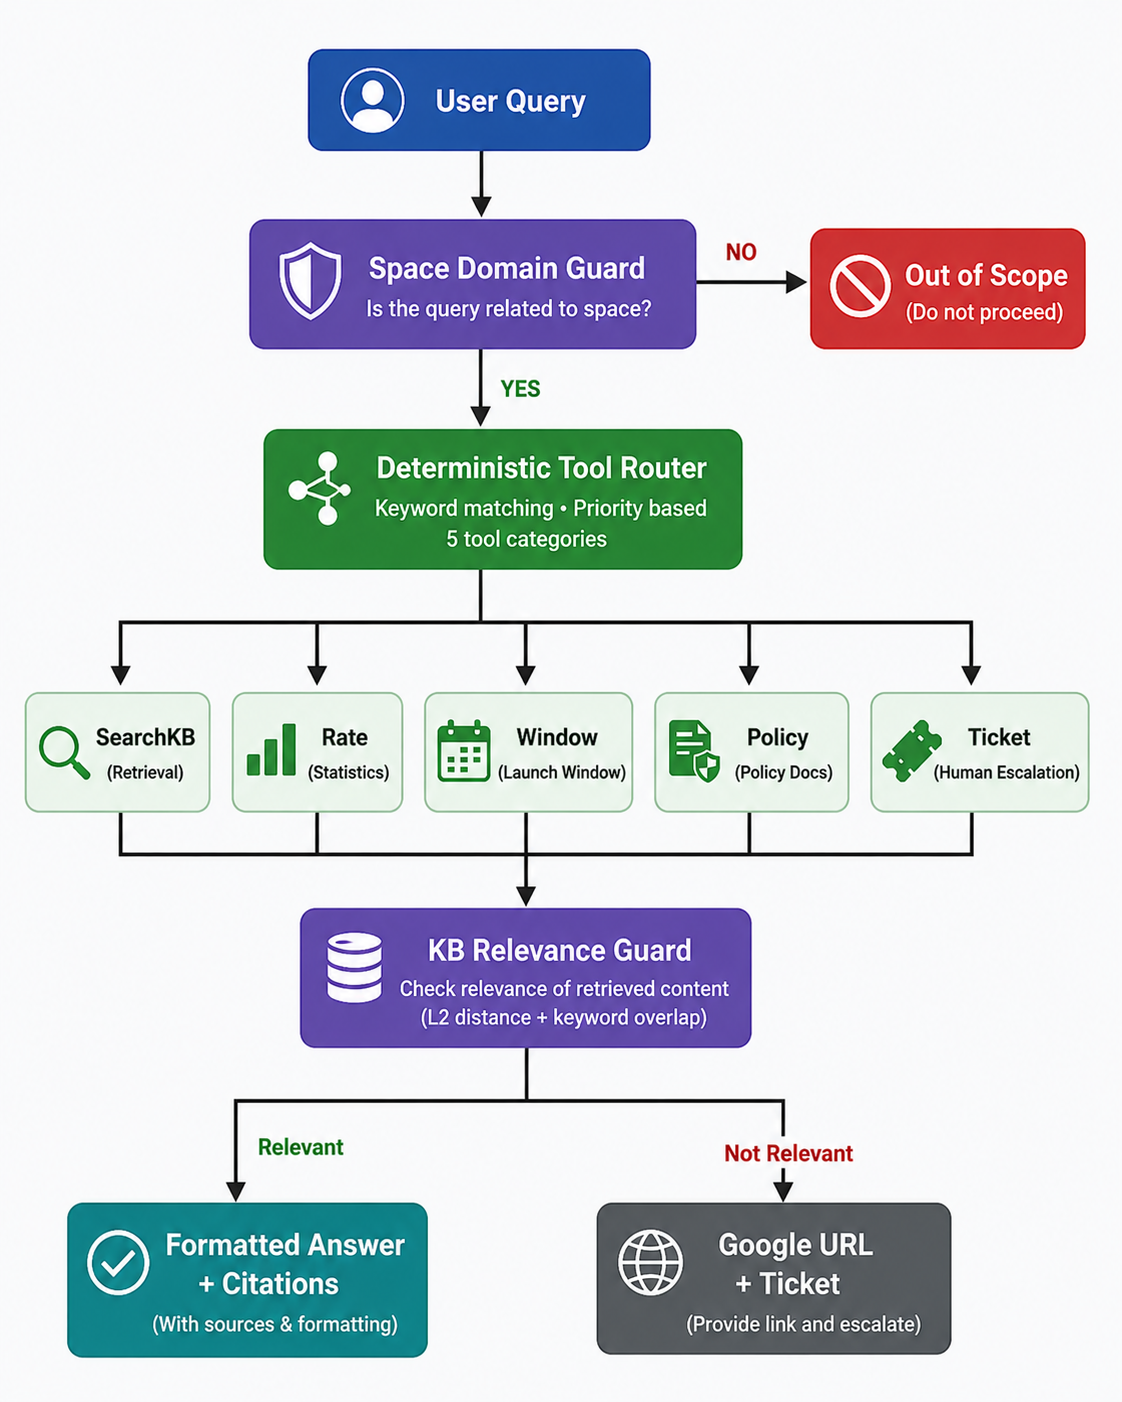 User Query
Space Domain Guard
Is the query related to space?
NO
Out of Scope
(Do not proceed)
YES
Deterministic Tool Router
Keyword matching • Priority based
5 tool categories
SearchKB
(Retrieval)
Rate
(Statistics)
Window
(Launch Window)
Policy
(Policy Docs)
Ticket
(Human Escalation)
KB Relevance Guard
Check relevance of retrieved content
(L2 distance + keyword overlap)
Relevant
Not Relevant
Formatted Answer
+ Citations
(With sources & formatting)
Google URL
+ Ticket
(Provide link and escalate)